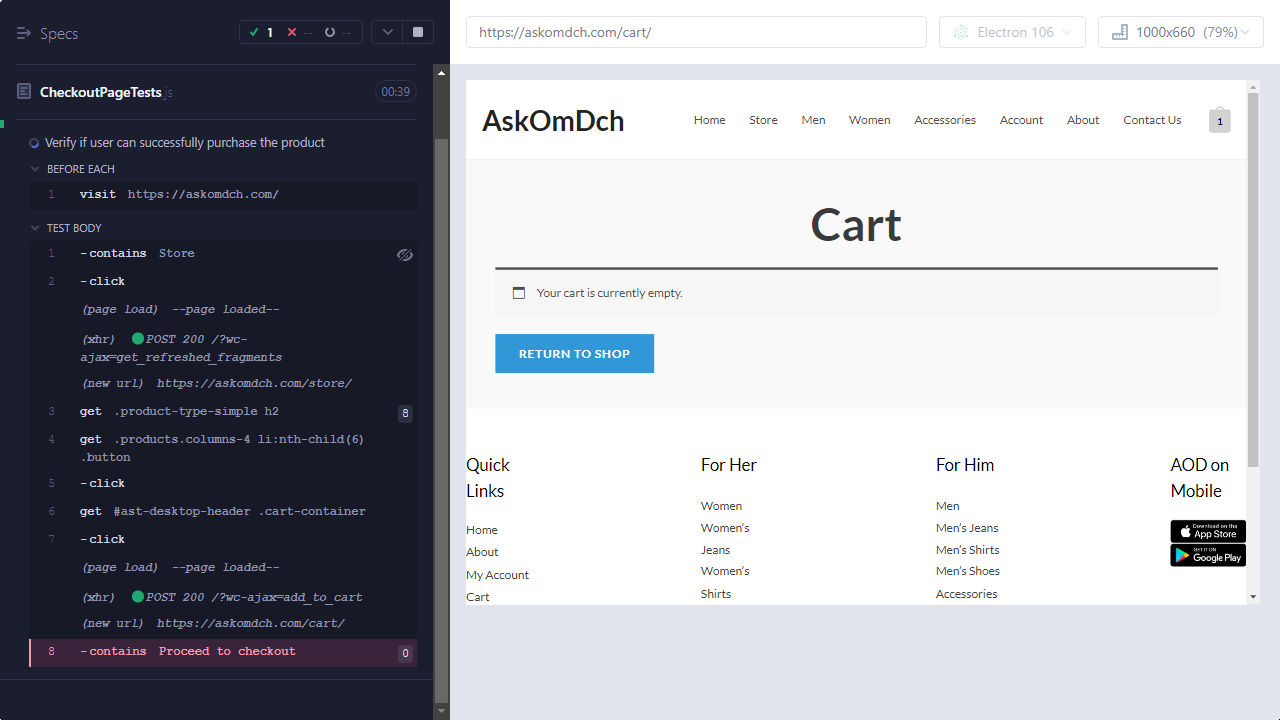 Specs
1
--
--
https://askomdch.com/cart/
Electron 106
1000x660 (79%)
CheckoutPageTests.js
00:39
Verify if user can successfully purchase the product
BEFORE EACH
1 visit https://askomdch.com/
TEST BODY
1 -contains Store
2 -click
(page load) --page loaded--
(xhr) POST 200 /?wc-
ajax=get_refreshed_fragments
(new url) https://askomdch.com/store/
3 get .product-type-simple h2 8
4 get .products.columns-4 li:nth-child(6)
.button
5 -click
6 get #ast-desktop-header .cart-container
7 -click
(page load) --page loaded--
(xhr) POST 200 /?wc-ajax=add_to_cart
(new url) https://askomdch.com/cart/
8 -contains Proceed to checkout 0
AskOmDch
Home Store Men Women Accessories Account About Contact Us 1
Cart
Your cart is currently empty.
RETURN TO SHOP
Quick
Links
Home
About
My Account
Cart
For Her
Women
Women's
Jeans
Women's
Shirts
For Him
Men
Men's Jeans
Men's Shirts
Men's Shoes
Accessories
AOD on
Mobile
Download on the
App Store
GET IT ON
Google Play